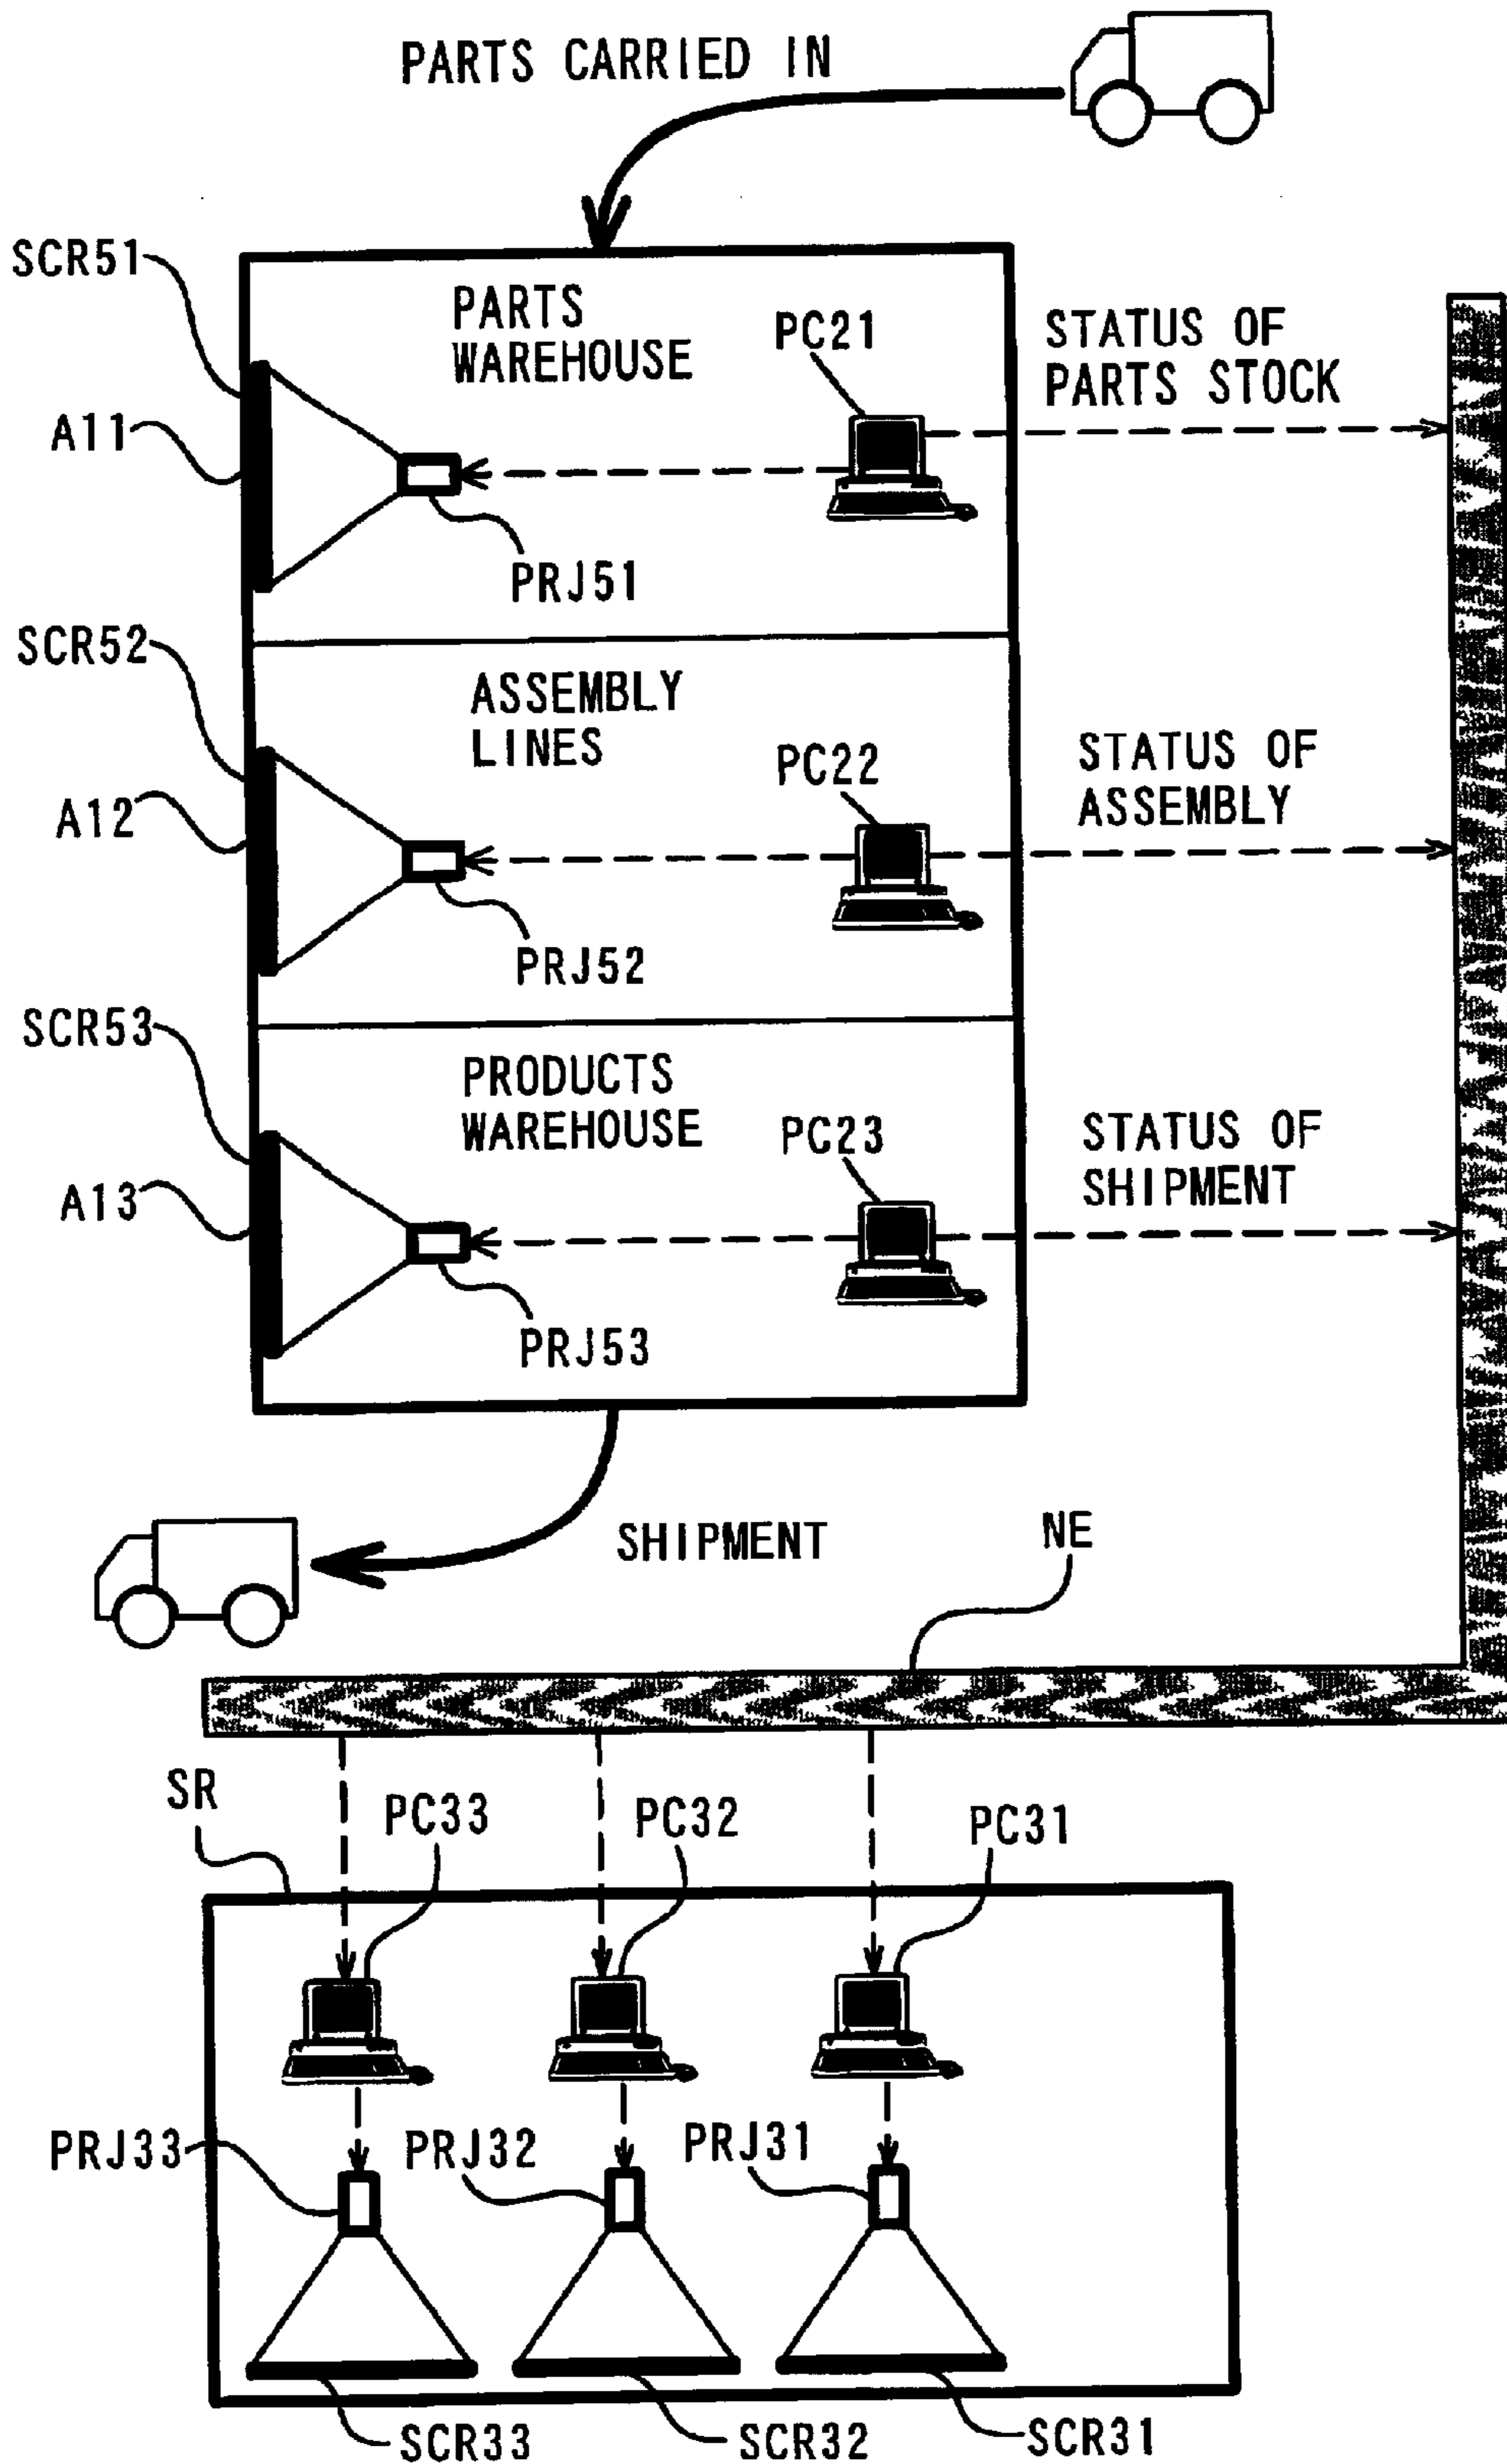 PARTS CARRIED IN
SCR51
PARTS
WAREHOUSE
PC21
STATUS OF
PARTS STOCK
A11
PRJ51
SCR52
ASSEMBLY
LINES
PC22
STATUS OF
ASSEMBLY
A12
PRJ52
SCR53
PRODUCTS
WAREHOUSE
PC23
STATUS OF
SHIPMENT
A13
PRJ53
SHIPMENT
NE
SR
PC33
PC32
PC31
PRJ33
PRJ32
PRJ31
SCR33
SCR32
SCR31